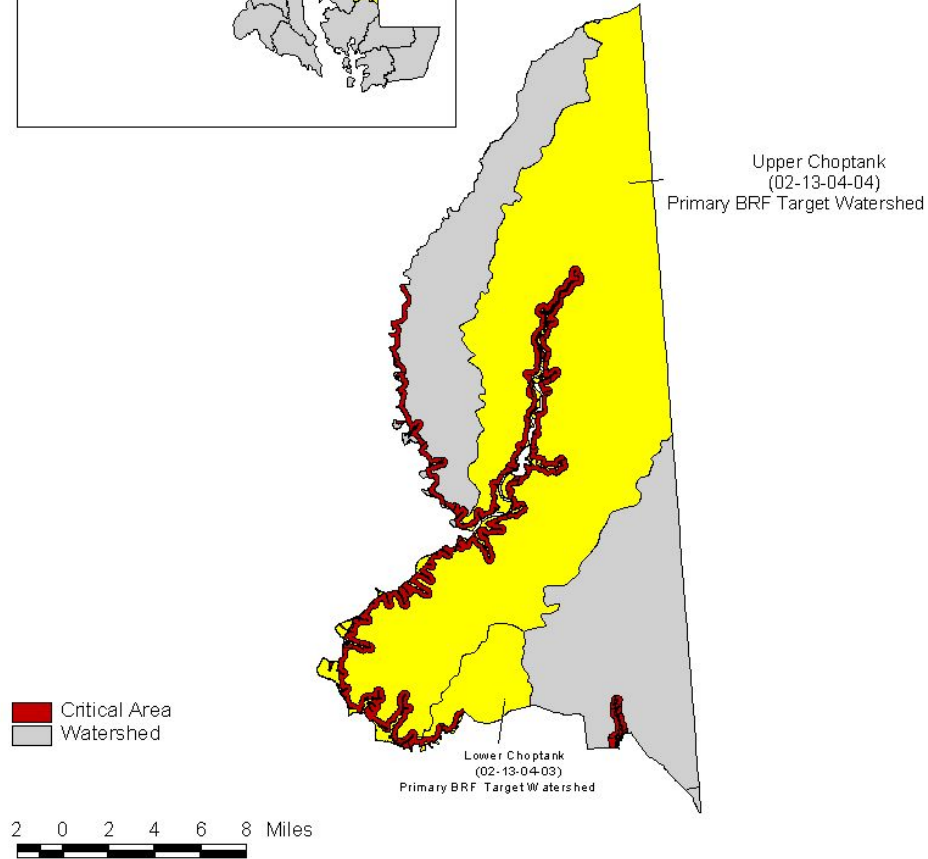 Upper Choptank
(02-13-04-04)
Primary BRF Target Watershed
Critical Area
Watershed
Lower Choptank
(02-13-04-03)
Primary BRF Target Watershed
2 0 2 4 6 8 Miles